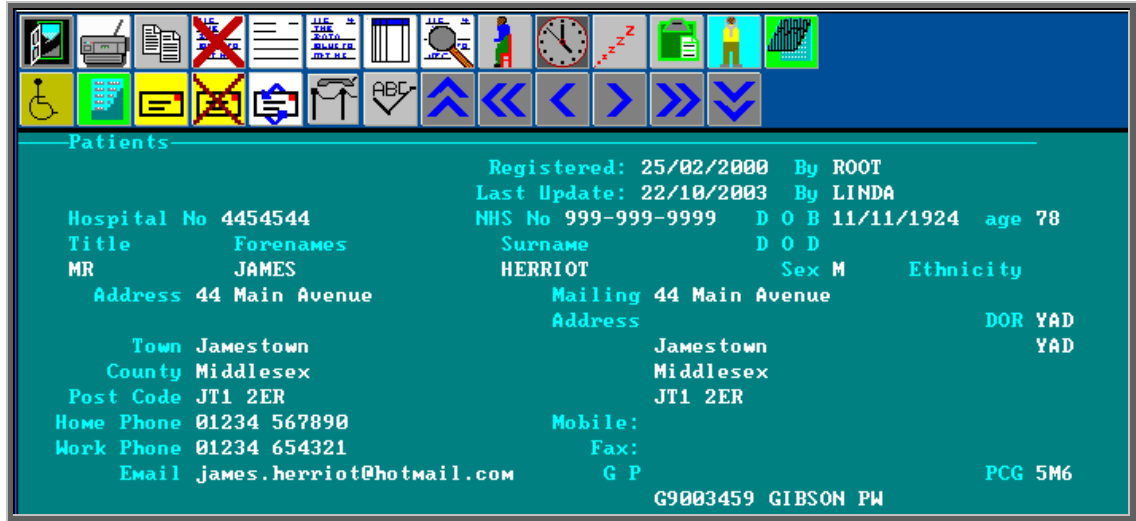 ABC
Patients
Registered: 25/02/2000 By ROOT
Last Update: 22/10/2003 By LINDA
Hospital No 4454544 NHS No 999-999-9999 D O B 11/11/1924 age 78
Title Forenames Surname D O D
MR JAMES HERRIOT Sex M Ethnicity
Address 44 Main Avenue Mailing 44 Main Avenue
Address DOR YAD
Town Jamestown Jamestown YAD
County Middlesex Middlesex
Post Code JT1 2ER JT1 2ER
Home Phone 01234 567890 Mobile:
Work Phone 01234 654321 Fax:
Email james.herriot@hotmail.com G P PCG 5M6
G9003459 GIBSON PW